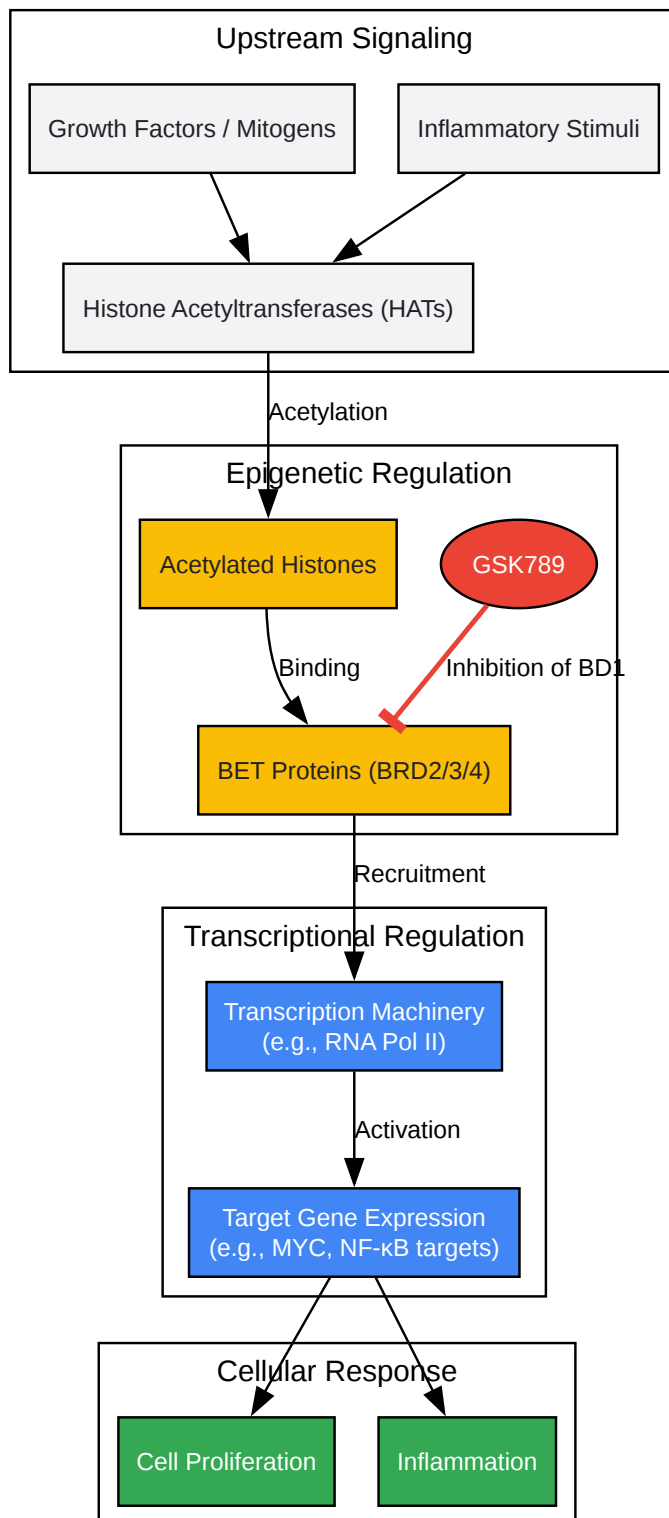 Upstream Signaling
Growth Factors / Mitogens
Inflammatory Stimuli
Histone Acetyltransferases (HATs)
Acetylation
Epigenetic Regulation
Acetylated Histones
GSK789
Binding
Inhibition of BD1
BET Proteins (BRD2/3/4)
Recruitment
Transcriptional Regulation
Transcription Machinery
(e.g., RNA Pol II)
Activation
Target Gene Expression
(e.g., MYC, NF-κB targets)
Cellular Response
Cell Proliferation
Inflammation